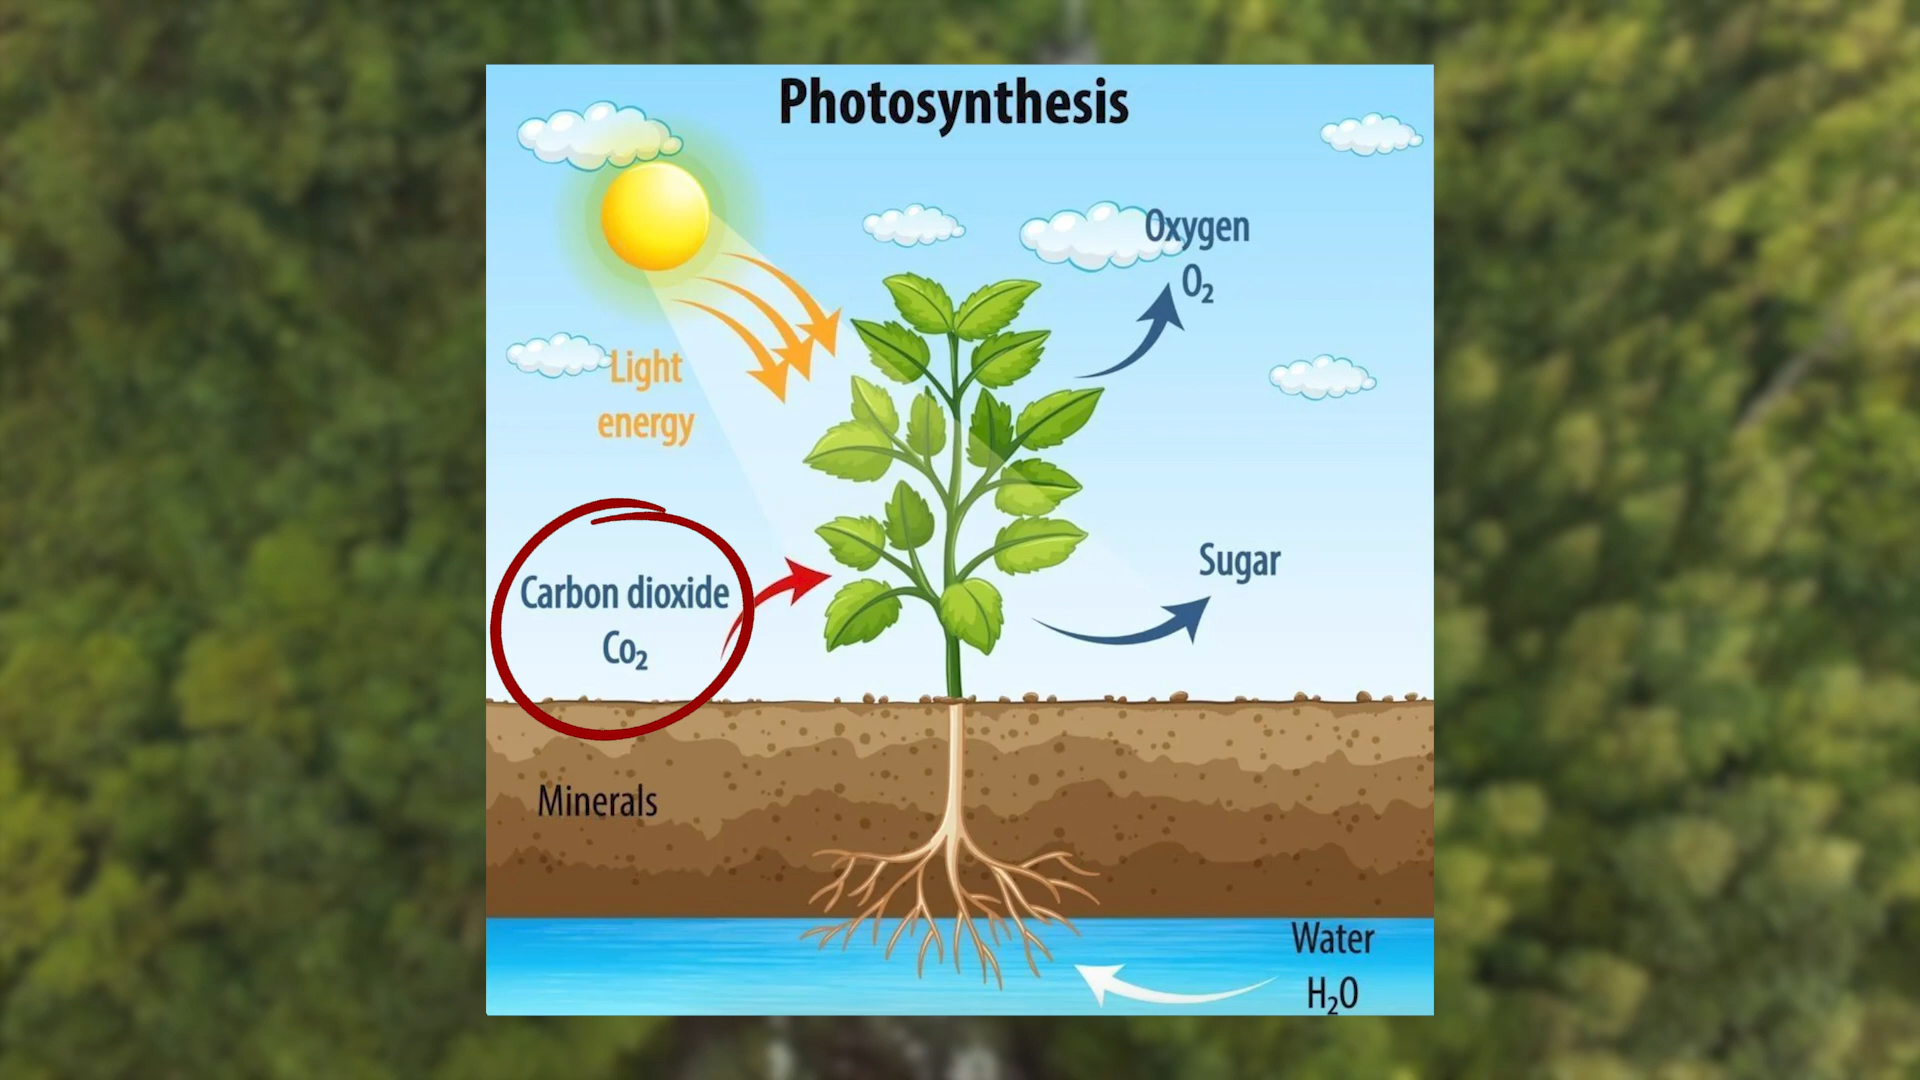 Photosynthesis
Oxygen
O₂
Light
energy
Sugar
Carbon dioxide
Co₂
Minerals
Water
H₂O